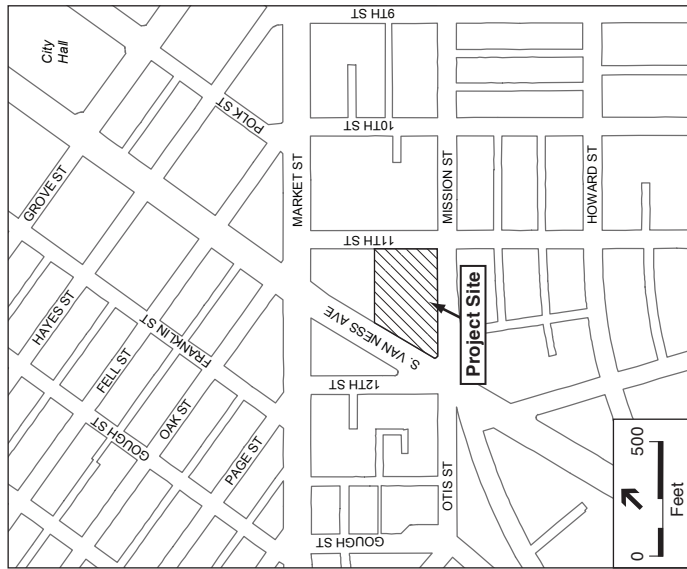 9TH ST
City
Hall
POLK ST
10TH ST
GROVE ST
MARKET ST
MISSION ST
HOWARD ST
11TH ST
HAYES ST
FRANKLIN ST
S. VAN NESS AVE
Project Site
FELL ST
12TH ST
OAK ST
GOUGH ST
PAGE ST
OTIS ST
GOUGH ST
0
500
Feet